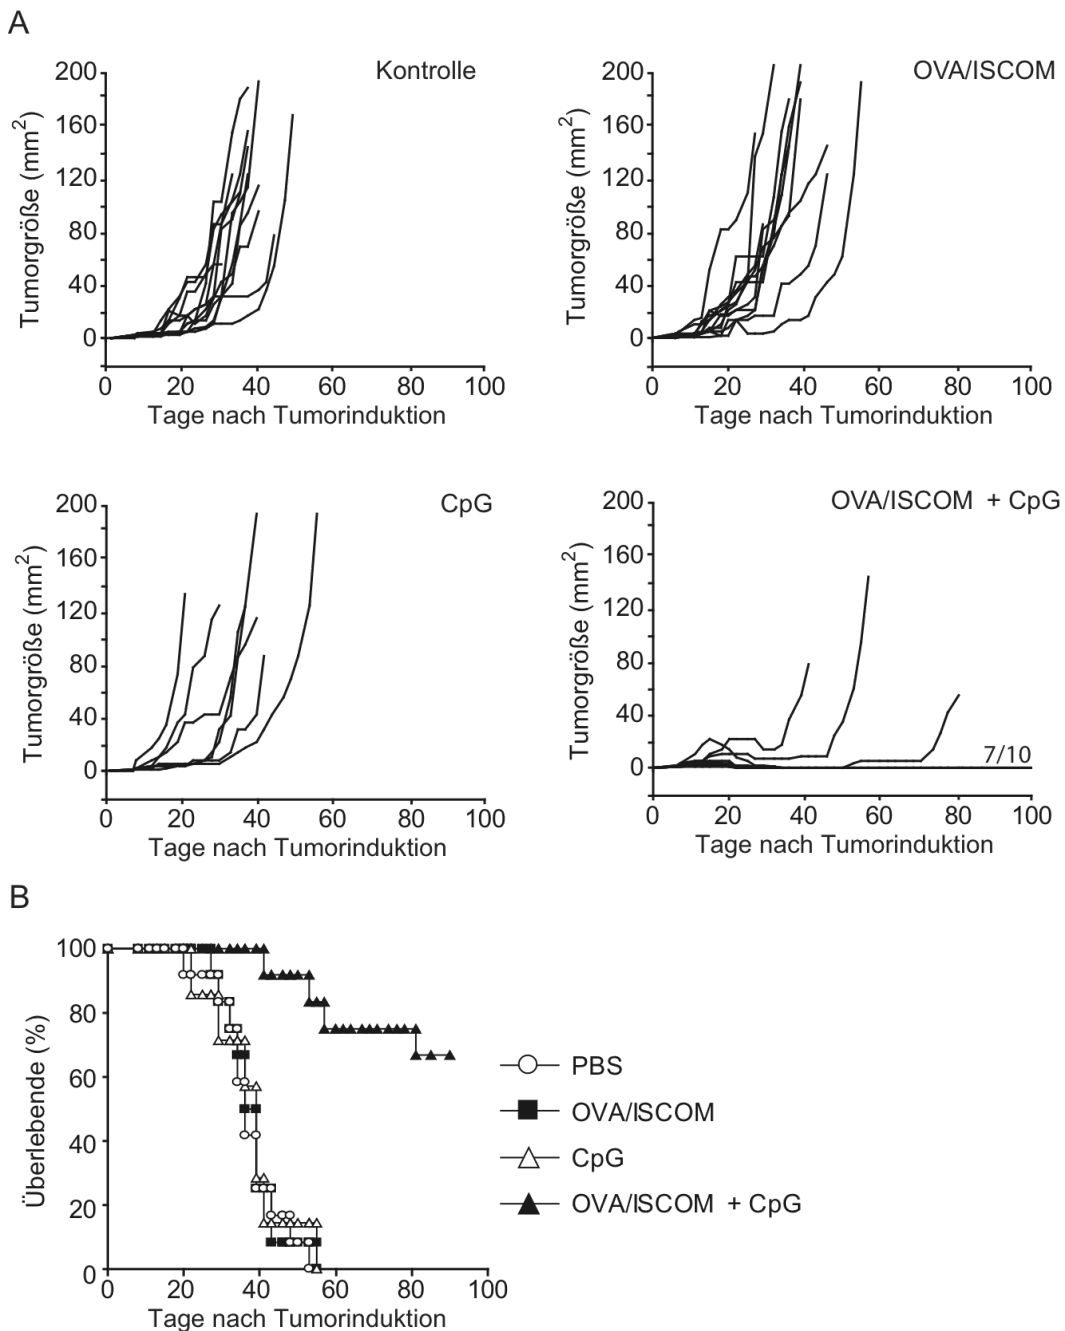 A
Kontrolle
Tumorgröße (mm²)
200
160
120
80
40
0
0 20 40 60 80 100
Tage nach Tumorinduktion
OVA/ISCOM
Tumorgröße (mm²)
200
160
120
80
40
0
0 20 40 60 80 100
Tage nach Tumorinduktion
CpG
Tumorgröße (mm²)
200
160
120
80
40
0
0 20 40 60 80 100
Tage nach Tumorinduktion
OVA/ISCOM + CpG
Tumorgröße (mm²)
200
160
120
80
40
0
7/10
0 20 40 60 80 100
Tage nach Tumorinduktion
B
Überlebende (%)
100
80
60
40
20
0
0 20 40 60 80 100
Tage nach Tumorinduktion
PBS
OVA/ISCOM
CpG
OVA/ISCOM + CpG